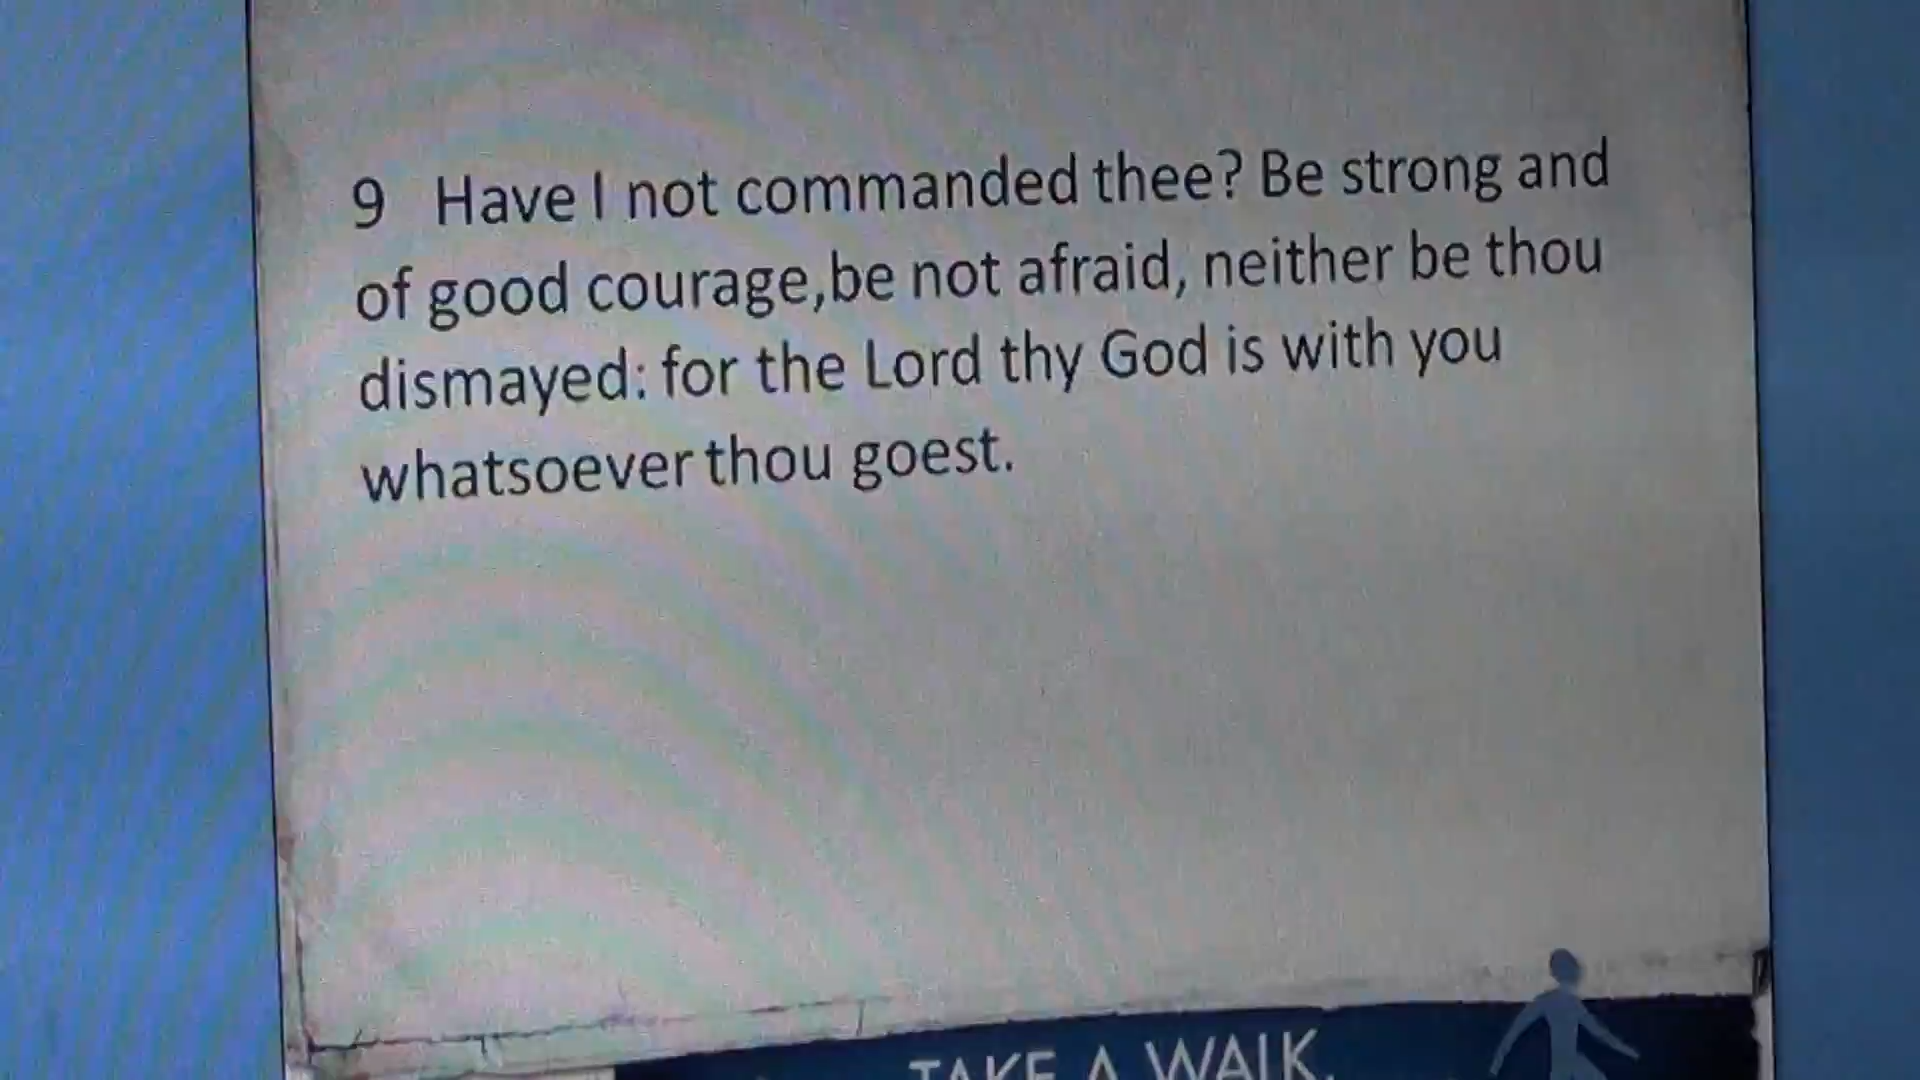 9 Have I not commanded thee? Be strong and
of good courage,be not afraid, neither be thou
dismayed: for the Lord thy God is with you
whatsoever thou goest.
TAKE A WALK.